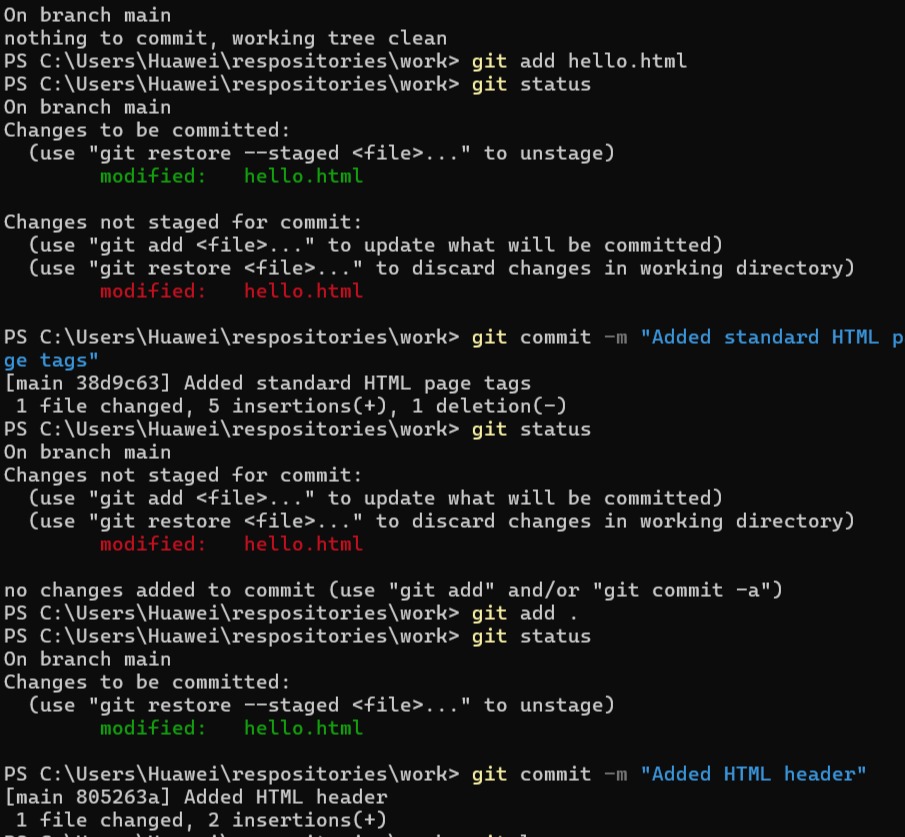 On branch main
nothing to commit, working tree clean
PS C:\Users\Huawei\respositories\work> git add hello.html
PS C:\Users\Huawei\respositories\work> git status
On branch main
Changes to be committed:
  (use "git restore --staged <file>..." to unstage)
        modified:   hello.html

Changes not staged for commit:
  (use "git add <file>..." to update what will be committed)
  (use "git restore <file>..." to discard changes in working directory)
        modified:   hello.html

PS C:\Users\Huawei\respositories\work> git commit -m "Added standard HTML p
ge tags"
[main 38d9c63] Added standard HTML page tags
 1 file changed, 5 insertions(+), 1 deletion(-)
PS C:\Users\Huawei\respositories\work> git status
On branch main
Changes not staged for commit:
  (use "git add <file>..." to update what will be committed)
  (use "git restore <file>..." to discard changes in working directory)
        modified:   hello.html

no changes added to commit (use "git add" and/or "git commit -a")
PS C:\Users\Huawei\respositories\work> git add .
PS C:\Users\Huawei\respositories\work> git status
On branch main
Changes to be committed:
  (use "git restore --staged <file>..." to unstage)
        modified:   hello.html

PS C:\Users\Huawei\respositories\work> git commit -m "Added HTML header"
[main 805263a] Added HTML header
 1 file changed, 2 insertions(+)